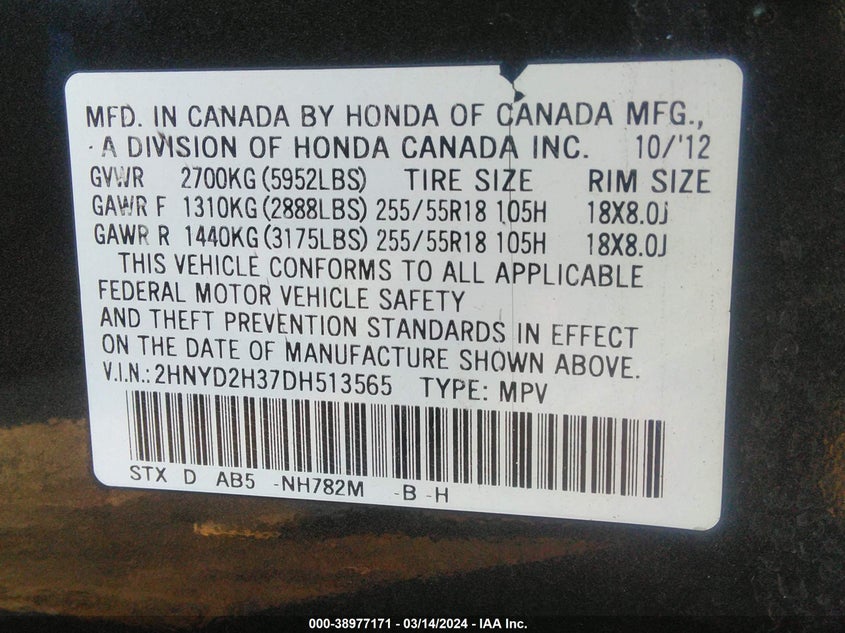 MFD. IN CANADA BY HONDA OF CANADA MFG.,
A DIVISION OF HONDA CANADA INC. 10/'12
GVWR 2700KG (5952LBS) TIRE SIZE RIM SIZE
GAWR F 1310KG (2888LBS) 255/55R18 105H 18X8.0J
GAWR R 1440KG (3175LBS) 255/55R18 105H 18X8.0J
THIS VEHICLE CONFORMS TO ALL APPLICABLE
FEDERAL MOTOR VEHICLE SAFETY
AND THEFT PREVENTION STANDARDS IN EFFECT
ON THE DATE OF MANUFACTURE SHOWN ABOVE.
V.I.N.: 2HNYD2H37DH513565 TYPE: MPV
STX D AB5 -NH782M -B -H
000-38977171 - 03/14/2024 - IAA Inc.